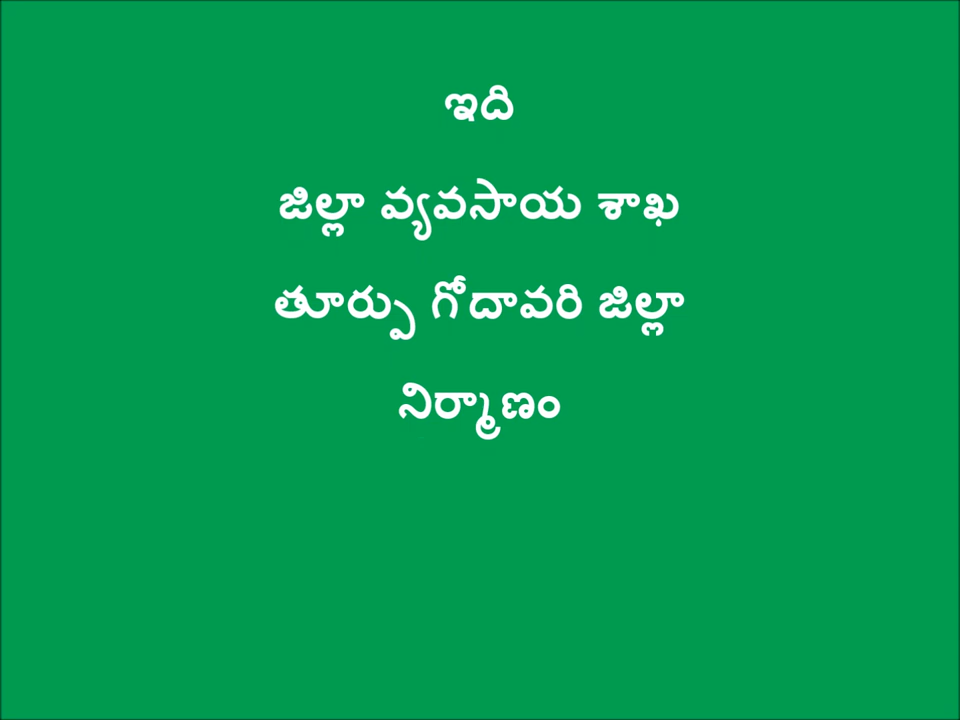 ఇది
జిల్లా వ్యవసాయ శాఖ
తూర్పు గోదావరి జిల్లా
నిర్మాణం